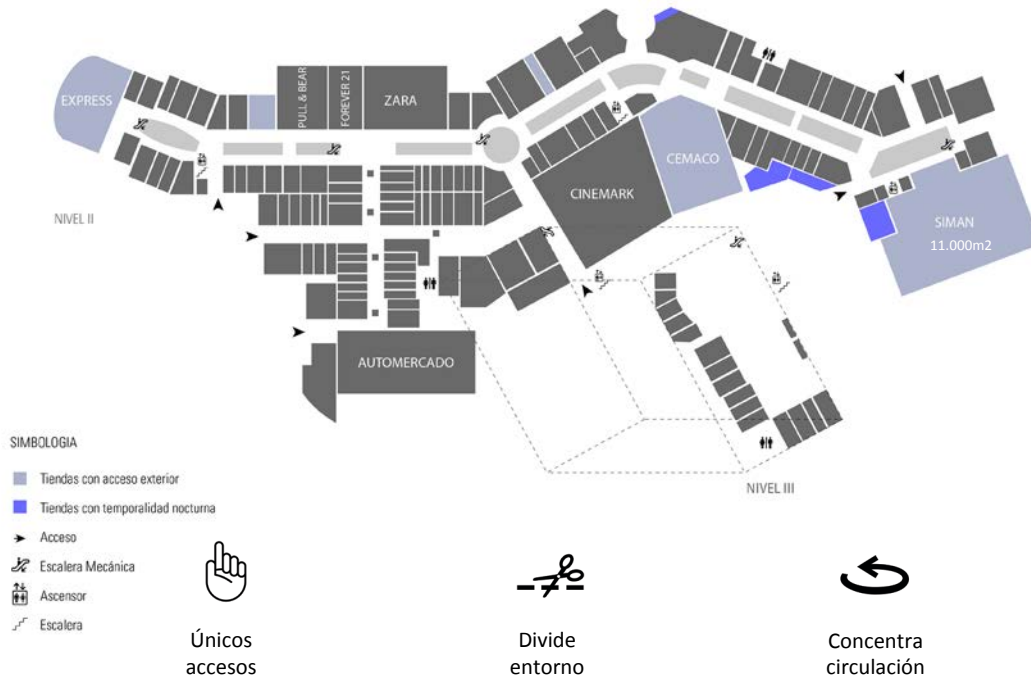 EXPRESS
PULL & BEAR
FOREVER 21
ZARA
CEMACO
CINEMARK
NIVEL II
SIMAN
11.000m2
AUTOMERCADO
NIVEL III
SIMBOLOGIA
Tiendas con acceso exterior
Tiendas con temporalidad nocturna
Acceso
Escalera Mecánica
Ascensor
Escalera
Únicos
accesos
Divide
entorno
Concentra
circulación